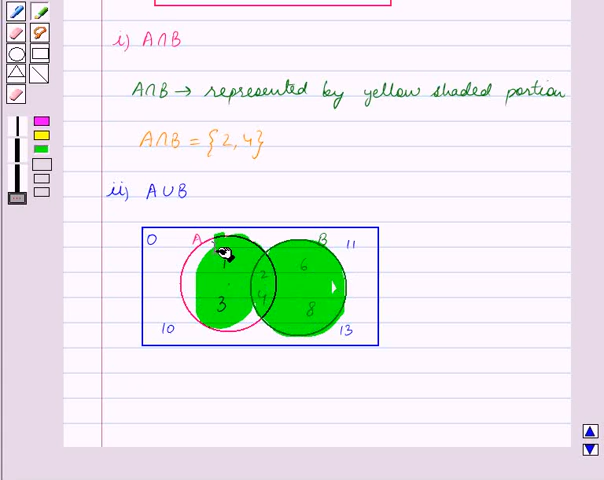 i) A∩B
A∩B → represented by yellow shaded portion
A∩B = {2,4}
ii) A∪B
0 A B 11
1 2 6
3 4 8
10 13